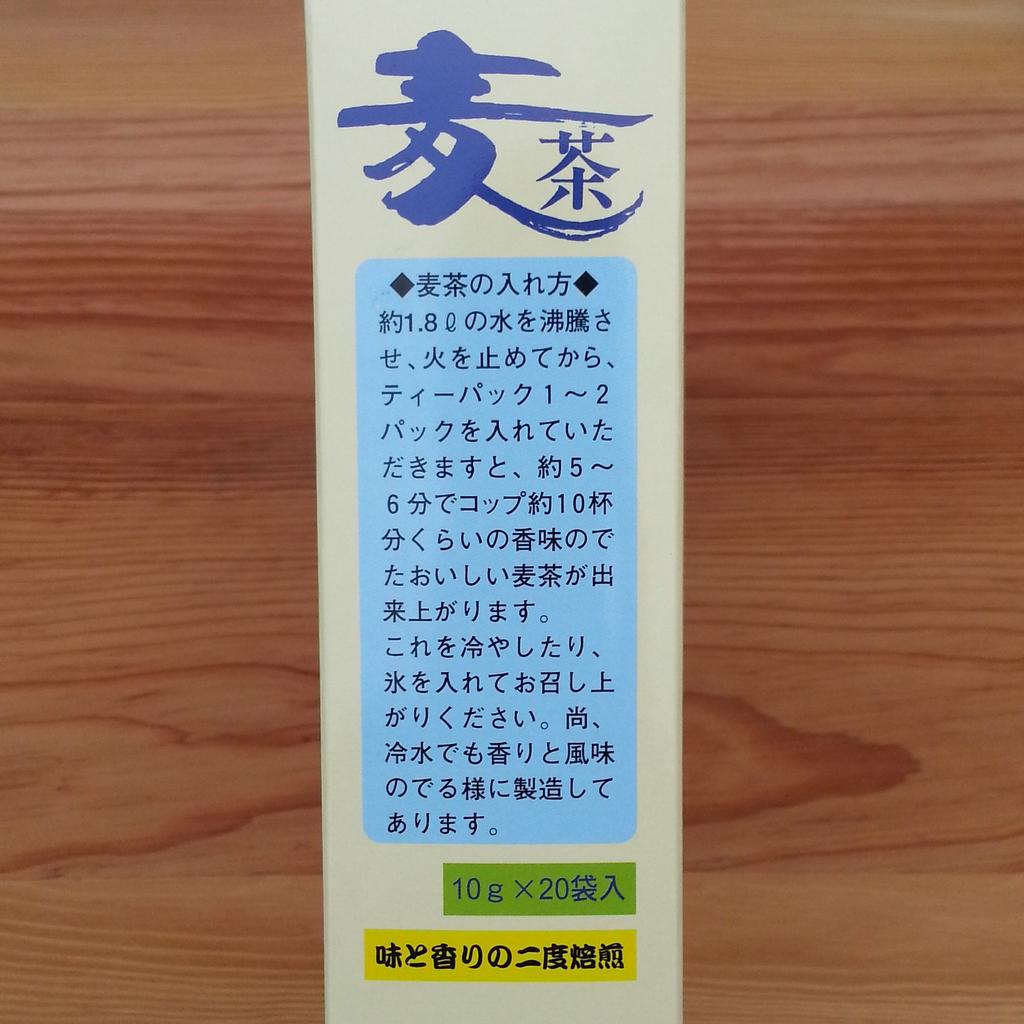 麦茶
◆麦茶の入れ方◆
約1.8ℓの水を沸騰さ
せ、火を止めてから、
ティーパック1〜2
パックを入れていた
だきますと、約5〜
6分でコップ約10杯
分くらいの香味ので
たおいしい麦茶が出
来上がります。
これを冷やしたり、
氷を入れてお召し上
がりください。尚、
冷水でも香りと風味
のでる様に製造して
あります。
10g×20袋入
味と香りの二度焙煎